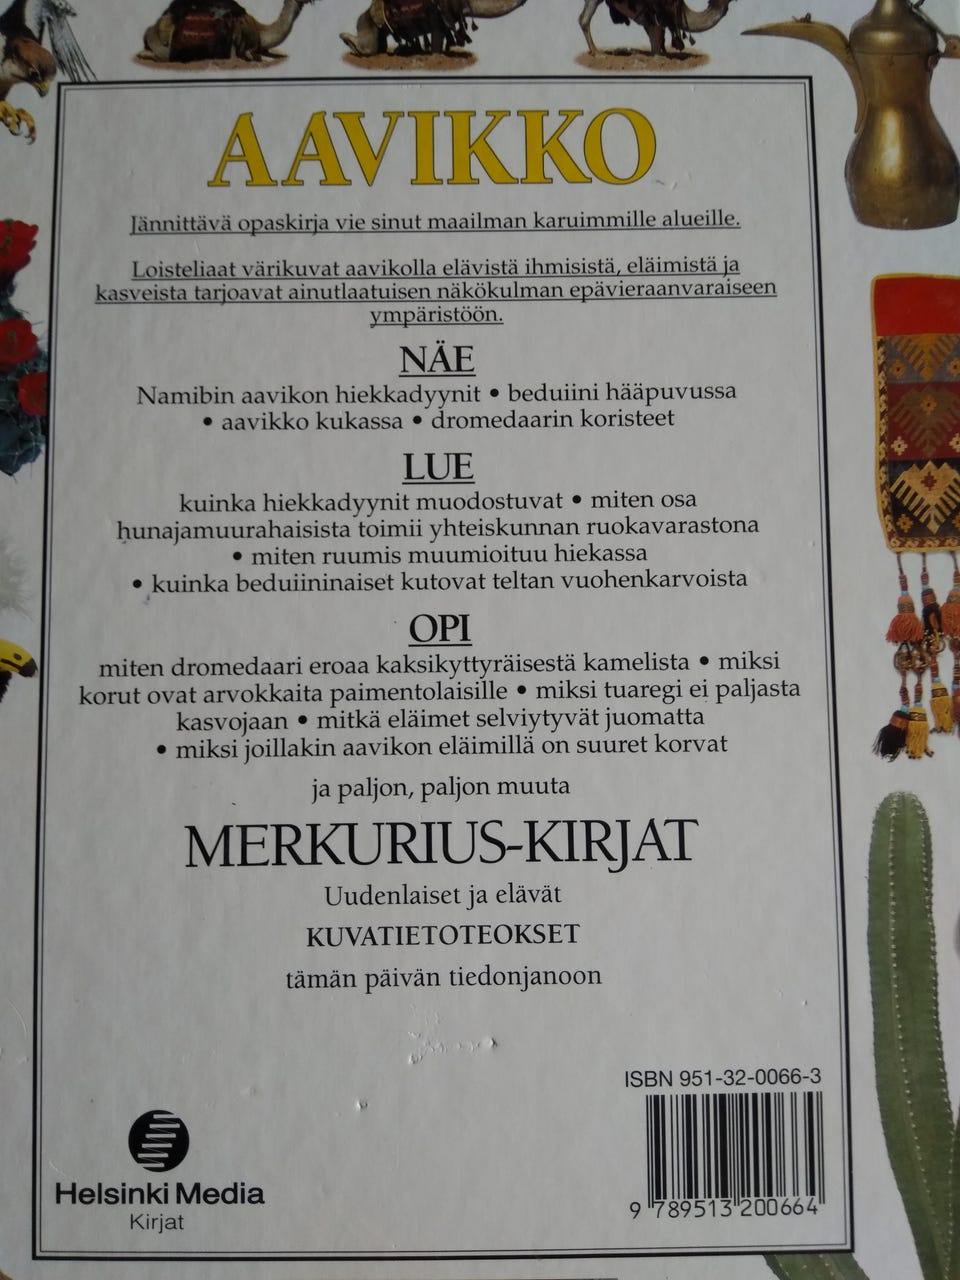 AAVIKKO
Jännittävä opaskirja vie sinut maailman karuimmille alueille.
Loisteliaat värikuvat aavikolla elävistä ihmisistä, eläimistä ja
kasveista tarjoavat ainutlaatuisen näkökulman epävieraanvaraiseen
ympäristöön.
NÄE
Namibin aavikon hiekkadyynit • beduiini hääpuvussa
• aavikko kukassa • dromedaarin koristeet
LUE
kuinka hiekkadyynit muodostuvat • miten osa
hunajamuurahaisista toimii yhteiskunnan ruokavarastona
• miten ruumis muumioituu hiekassa
• kuinka beduiininaiset kutovat teltan vuohenkarvoista
OPI
miten dromedaari eroaa kaksikyttyräisestä kamelista • miksi
korut ovat arvokkaita paimentolaisille • miksi tuaregi ei paljasta
kasvojaan • mitkä eläimet selviytyvät juomatta
• miksi joillakin aavikon eläimillä on suuret korvat
ja paljon, paljon muuta
MERKURIUS-KIRJAT
Uudenlaiset ja elävät
KUVATIETOTEOKSET
tämän päivän tiedonjanoon
ISBN 951-32-0066-3
9 789513 200664
Helsinki Media
Kirjat